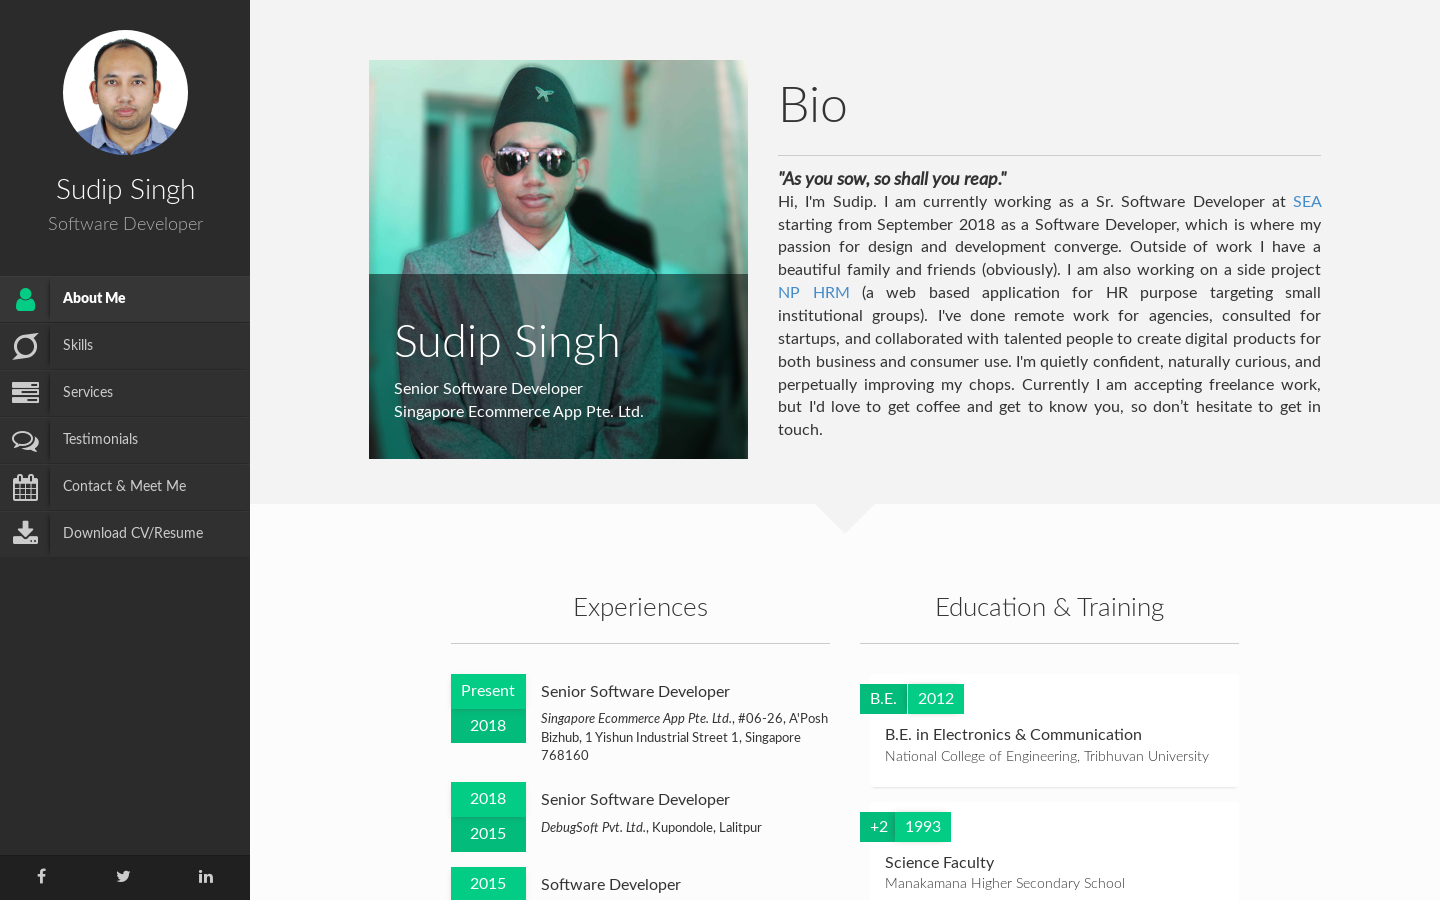 Sudip Singh
Software Developer
About Me
Skills
Services
Testimonials
Contact & Meet Me
Download CV/Resume
Sudip Singh
Senior Software Developer
Singapore Ecommerce App Pte. Ltd.
Bio
"As you sow, so shall you reap."
Hi, I'm Sudip. I am currently working as a Sr. Software Developer at SEA
starting from September 2018 as a Software Developer, which is where my
passion for design and development converge. Outside of work I have a
beautiful family and friends (obviously). I am also working on a side project
NP HRM (a web based application for HR purpose targeting small
institutional groups). I've done remote work for agencies, consulted for
startups, and collaborated with talented people to create digital products for
both business and consumer use. I'm quietly confident, naturally curious, and
perpetually improving my chops. Currently I am accepting freelance work,
but I'd love to get coffee and get to know you, so don’t hesitate to get in
touch.
Experiences
Present
2018
Senior Software Developer
Singapore Ecommerce App Pte. Ltd., #06-26, A'Posh
Bizhub, 1 Yishun Industrial Street 1, Singapore
768160
2018
2015
Senior Software Developer
DebugSoft Pvt. Ltd., Kupondole, Lalitpur
2015
Software Developer
Education & Training
B.E. 2012
B.E. in Electronics & Communication
National College of Engineering, Tribhuvan University
+2 1993
Science Faculty
Manakamana Higher Secondary School